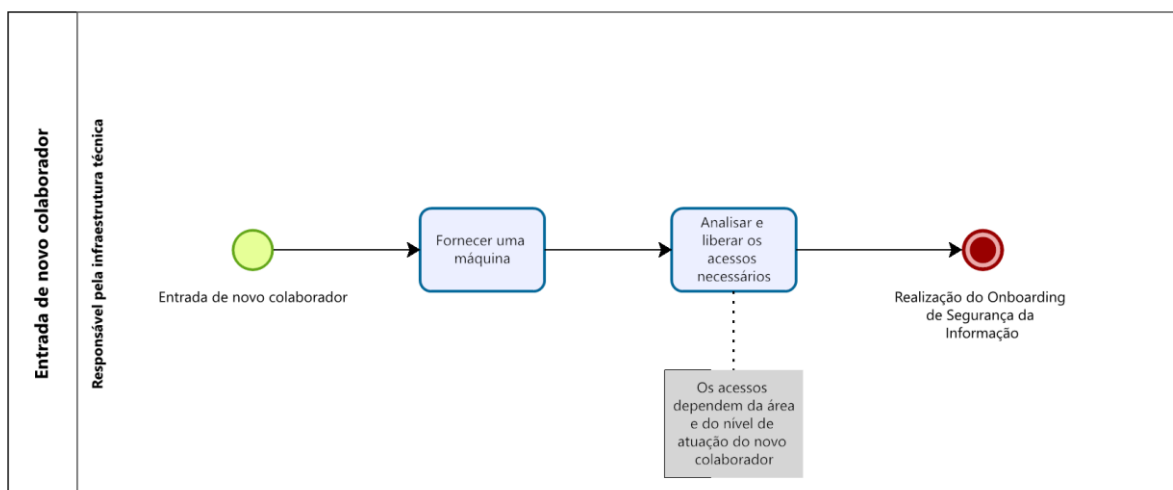 Entrada de novo colaborador
Responsável pela infraestrutura técnica
Entrada de novo colaborador
Fornecer uma
máquina
Analisar e
liberar os
acessos
necessários
Realização do Onboarding
de Segurança da
Informação
Os acessos
dependem da área
e do nível de
atuação do novo
colaborador